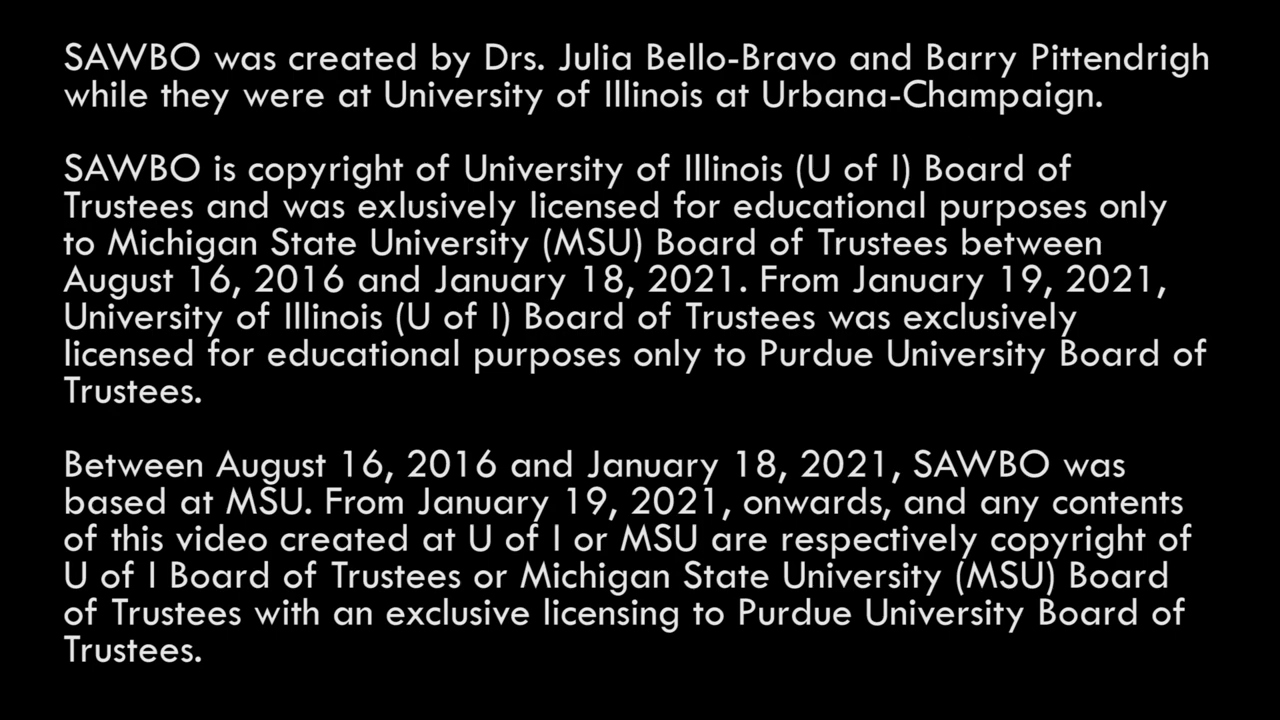 SAWBO was created by Drs. Julia Bello-Bravo and Barry Pittendrigh
while they were at University of Illinois at Urbana-Champaign.
SAWBO is copyright of University of Illinois (U of I) Board of
Trustees and was exlusively licensed for educational purposes only
to Michigan State University (MSU) Board of Trustees between
August 16, 2016 and January 18, 2021. From January 19, 2021,
University of Illinois (U of I) Board of Trustees was exclusively
licensed for educational purposes only to Purdue University Board of
Trustees.
Between August 16, 2016 and January 18, 2021, SAWBO was
based at MSU. From January 19, 2021, onwards, and any contents
of this video created at U of I or MSU are respectively copyright of
U of I Board of Trustees or Michigan State University (MSU) Board
of Trustees with an exclusive licensing to Purdue University Board of
Trustees.